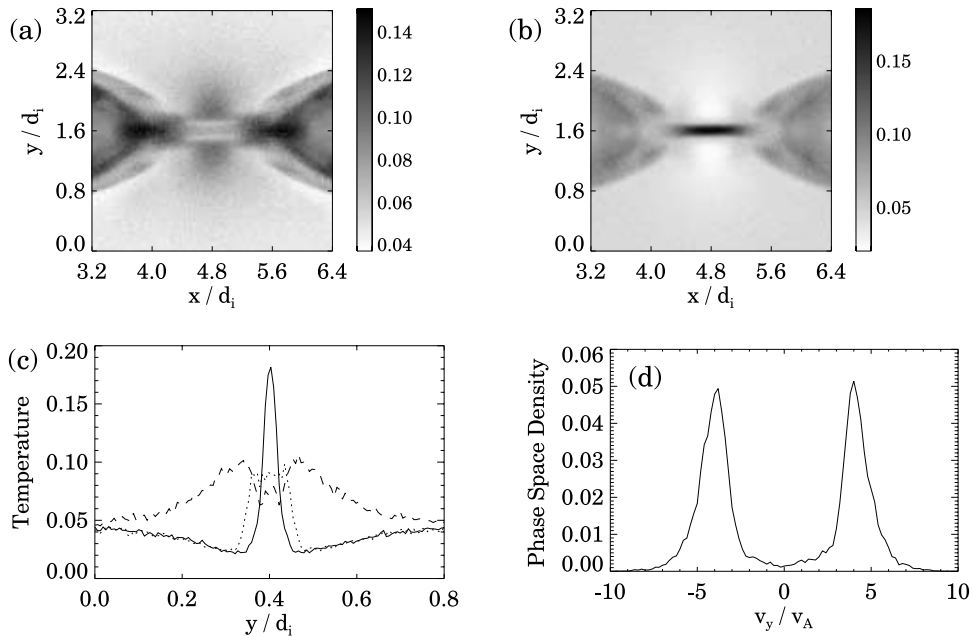 (a)
3.2
2.4
1.6
0.8
0.0
y / d_i
3.2 4.0 4.8 5.6 6.4
x / d_i
0.14
0.12
0.10
0.08
0.06
0.04
(b)
3.2
2.4
1.6
0.8
0.0
y / d_i
3.2 4.0 4.8 5.6 6.4
x / d_i
0.15
0.10
0.05
(c)
0.20
0.15
0.10
0.05
0.00
Temperature
0.0 0.2 0.4 0.6 0.8
y / d_i
(d)
0.06
0.05
0.04
0.03
0.02
0.01
0.00
Phase Space Density
-10 -5 0 5 10
v_y / v_A